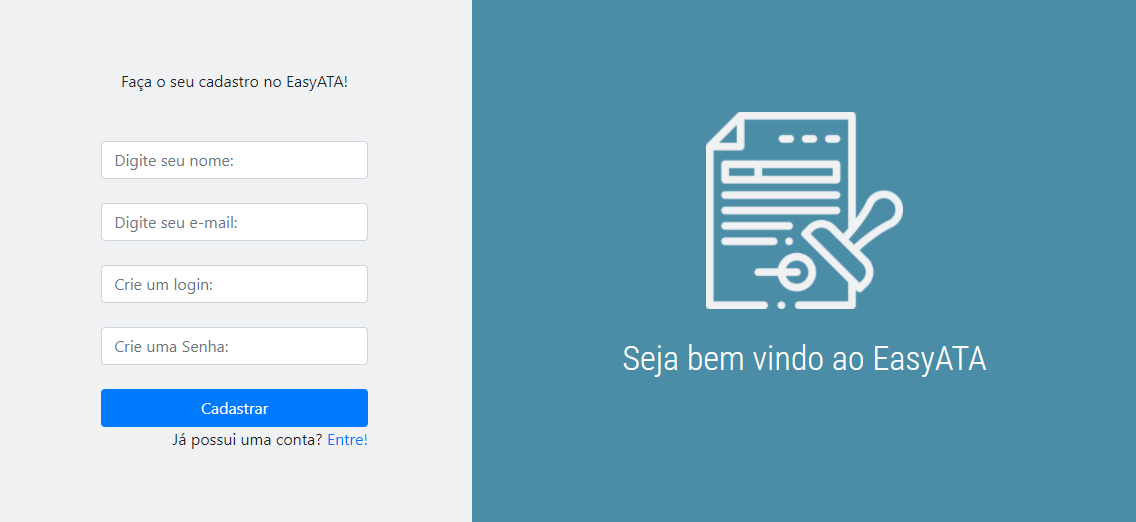 Faça o seu cadastro no EasyATA!
Digite seu nome:
Digite seu e-mail:
Crie um login:
Crie uma Senha:
Cadastrar
Já possui uma conta? Entre!
Seja bem vindo ao EasyATA